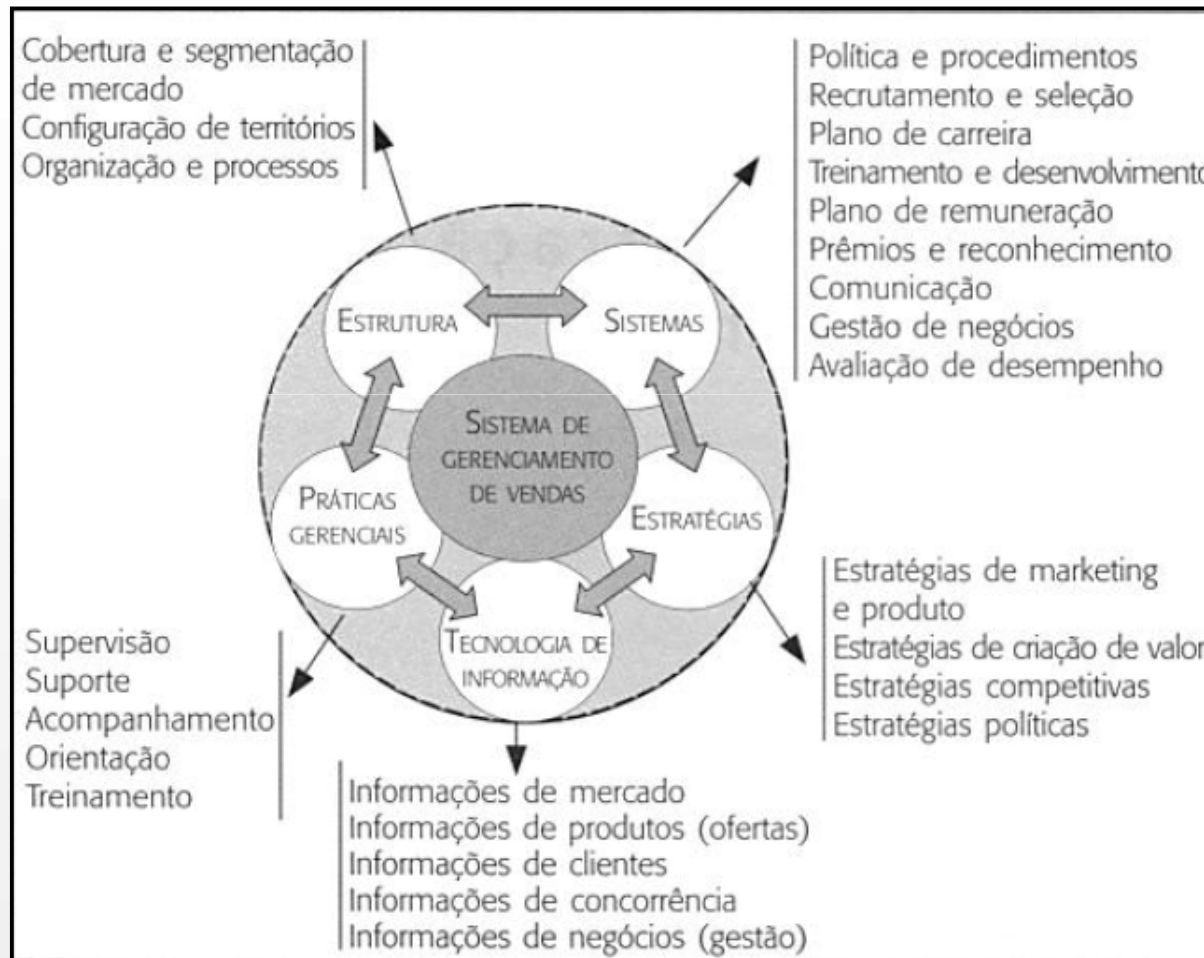 Cobertura e segmentação
de mercado
Configuração de territórios
Organização e processos
Política e procedimentos
Recrutamento e seleção
Plano de carreira
Treinamento e desenvolvimento
Plano de remuneração
Prêmios e reconhecimento
Comunicação
Gestão de negócios
Avaliação de desempenho
ESTRUTURA
SISTEMAS
SISTEMA DE
GERENCIAMENTO
DE VENDAS
PRÁTICAS
GERENCIAIS
ESTRATÉGIAS
TECNOLOGIA DE
INFORMAÇÃO
Estratégias de marketing
e produto
Estratégias de criação de valor
Estratégias competitivas
Estratégias políticas
Supervisão
Suporte
Acompanhamento
Orientação
Treinamento
Informações de mercado
Informações de produtos (ofertas)
Informações de clientes
Informações de concorrência
Informações de negócios (gestão)